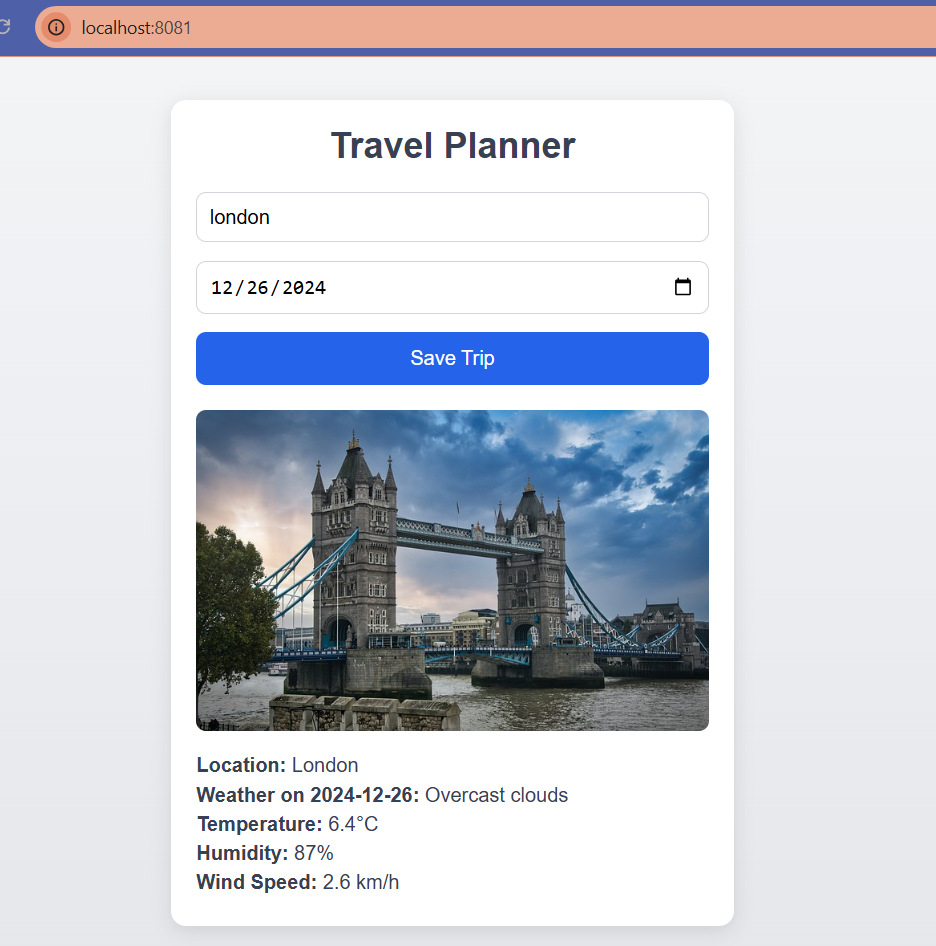 localhost:8081
Travel Planner
london
12/26/2024
Save Trip
Location: London
Weather on 2024-12-26: Overcast clouds
Temperature: 6.4°C
Humidity: 87%
Wind Speed: 2.6 km/h